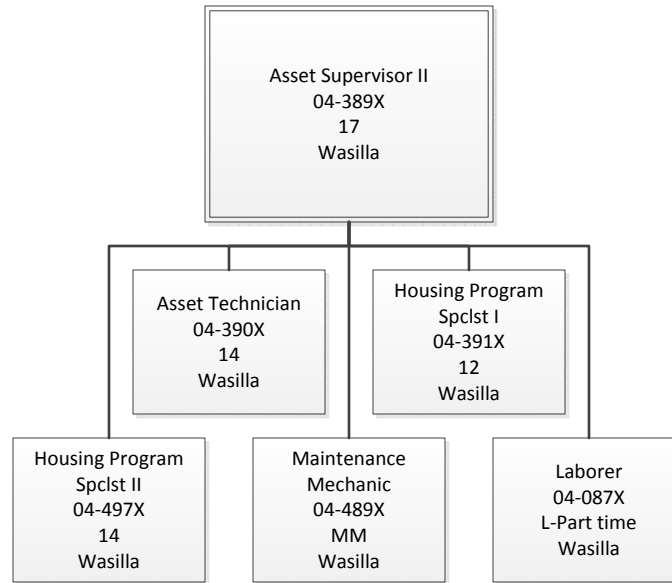 Asset Supervisor II
04-389X
17
Wasilla
Asset Technician
04-390X
14
Wasilla
Housing Program
Spclst I
04-391X
12
Wasilla
Housing Program
Spclst II
04-497X
14
Wasilla
Maintenance
Mechanic
04-489X
MM
Wasilla
Laborer
04-087X
L-Part time
Wasilla